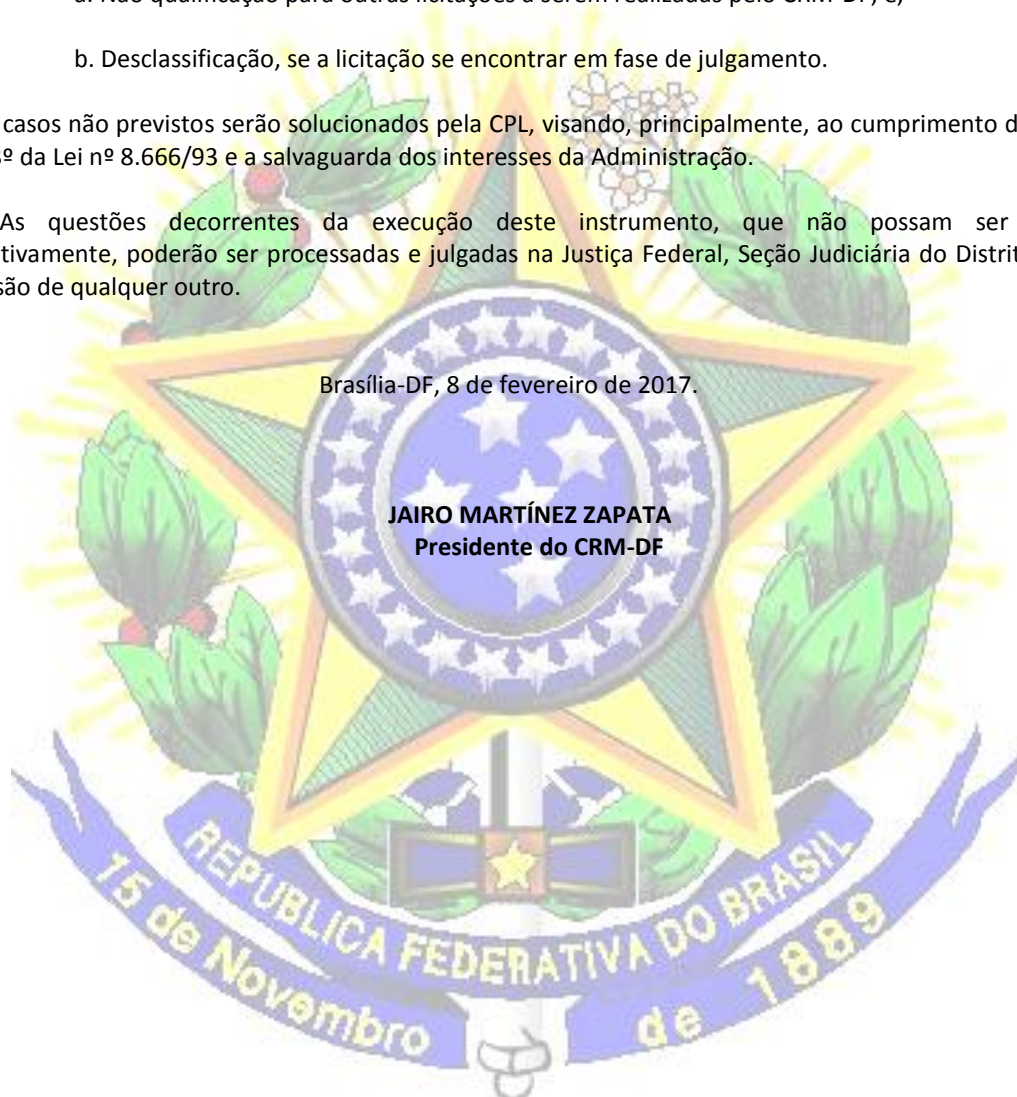 b. Desclassificação, se a licitação se encontrar em fase de julgamento.
casos não previstos serão solucionados pela CPL, visando, principalmente, ao cumprimento
da Lei nº 8.666/93 e a salvaguarda dos interesses da Administração.
As questões decorrentes da execução deste instrumento, que não possam ser
tivamente, poderão ser processadas e julgadas na Justiça Federal, Seção Judiciária do Distrit
são de qualquer outro.
Brasília-DF, 8 de fevereiro de 2017.
JAIRO MARTÍNEZ ZAPATA
Presidente do CRM-DF
REPUBLICA FEDERATIVA DO BRASIL
15 de Novembro de 1889